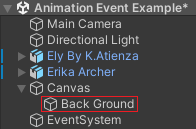 Animation Event Example*
Main Camera
Directional Light
Ely By K.Atienza
Erika Archer
Canvas
Back Ground
EventSystem